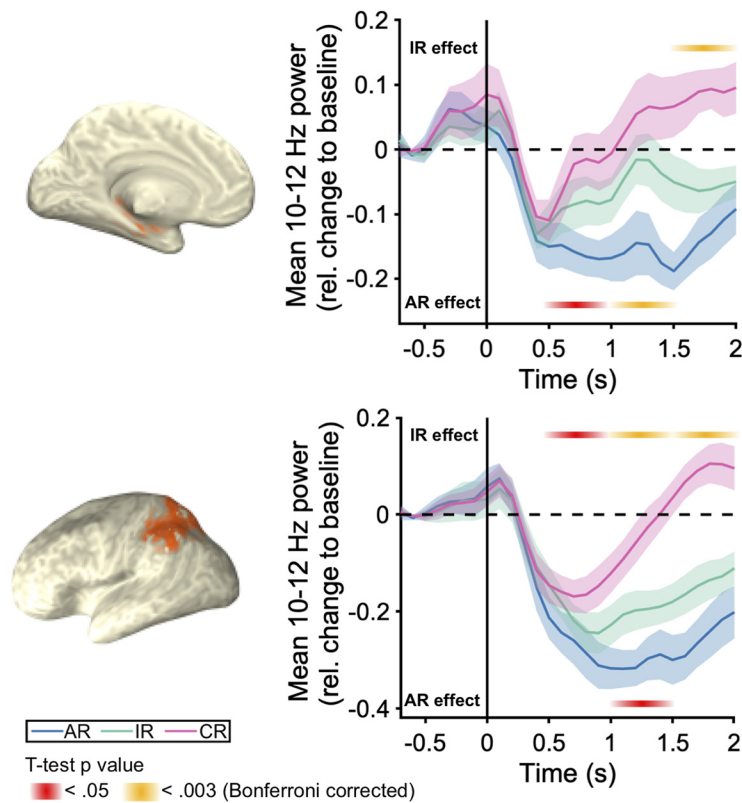 0.2
IR effect
0.1
0
-0.1
-0.2
AR effect
-0.5 0 0.5 1 1.5 2
Time (s)
Mean 10-12 Hz power
(rel. change to baseline)
0.2
IR effect
0
-0.2
-0.4
AR effect
-0.5 0 0.5 1 1.5 2
Time (s)
Mean 10-12 Hz power
(rel. change to baseline)
AR IR CR
T-test p value
< .05 < .003 (Bonferroni corrected)